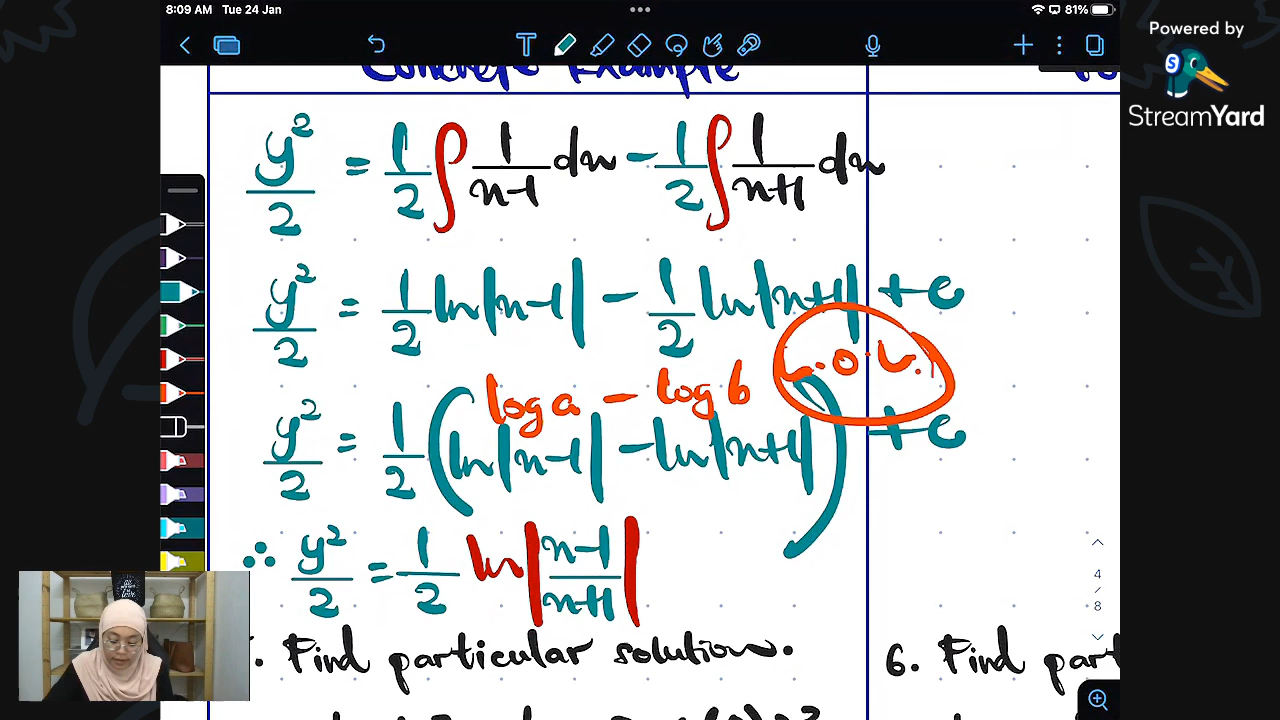 8:09 AM Tue 24 Jan
81%
Powered by
StreamYard
Concrete Example
y²/2 = 1/2 ∫ 1/(x-1) dx - 1/2 ∫ 1/(x+1) dx
y²/2 = 1/2 ln|x-1| - 1/2 ln|x+1| + c
L.O.L.
log a - log b
y²/2 = 1/2 (ln|x-1| - ln|x+1|) + c
∴ y²/2 = 1/2 ln|(x-1)/(x+1)|
. Find particular solution.
6. Find part
4
/
8